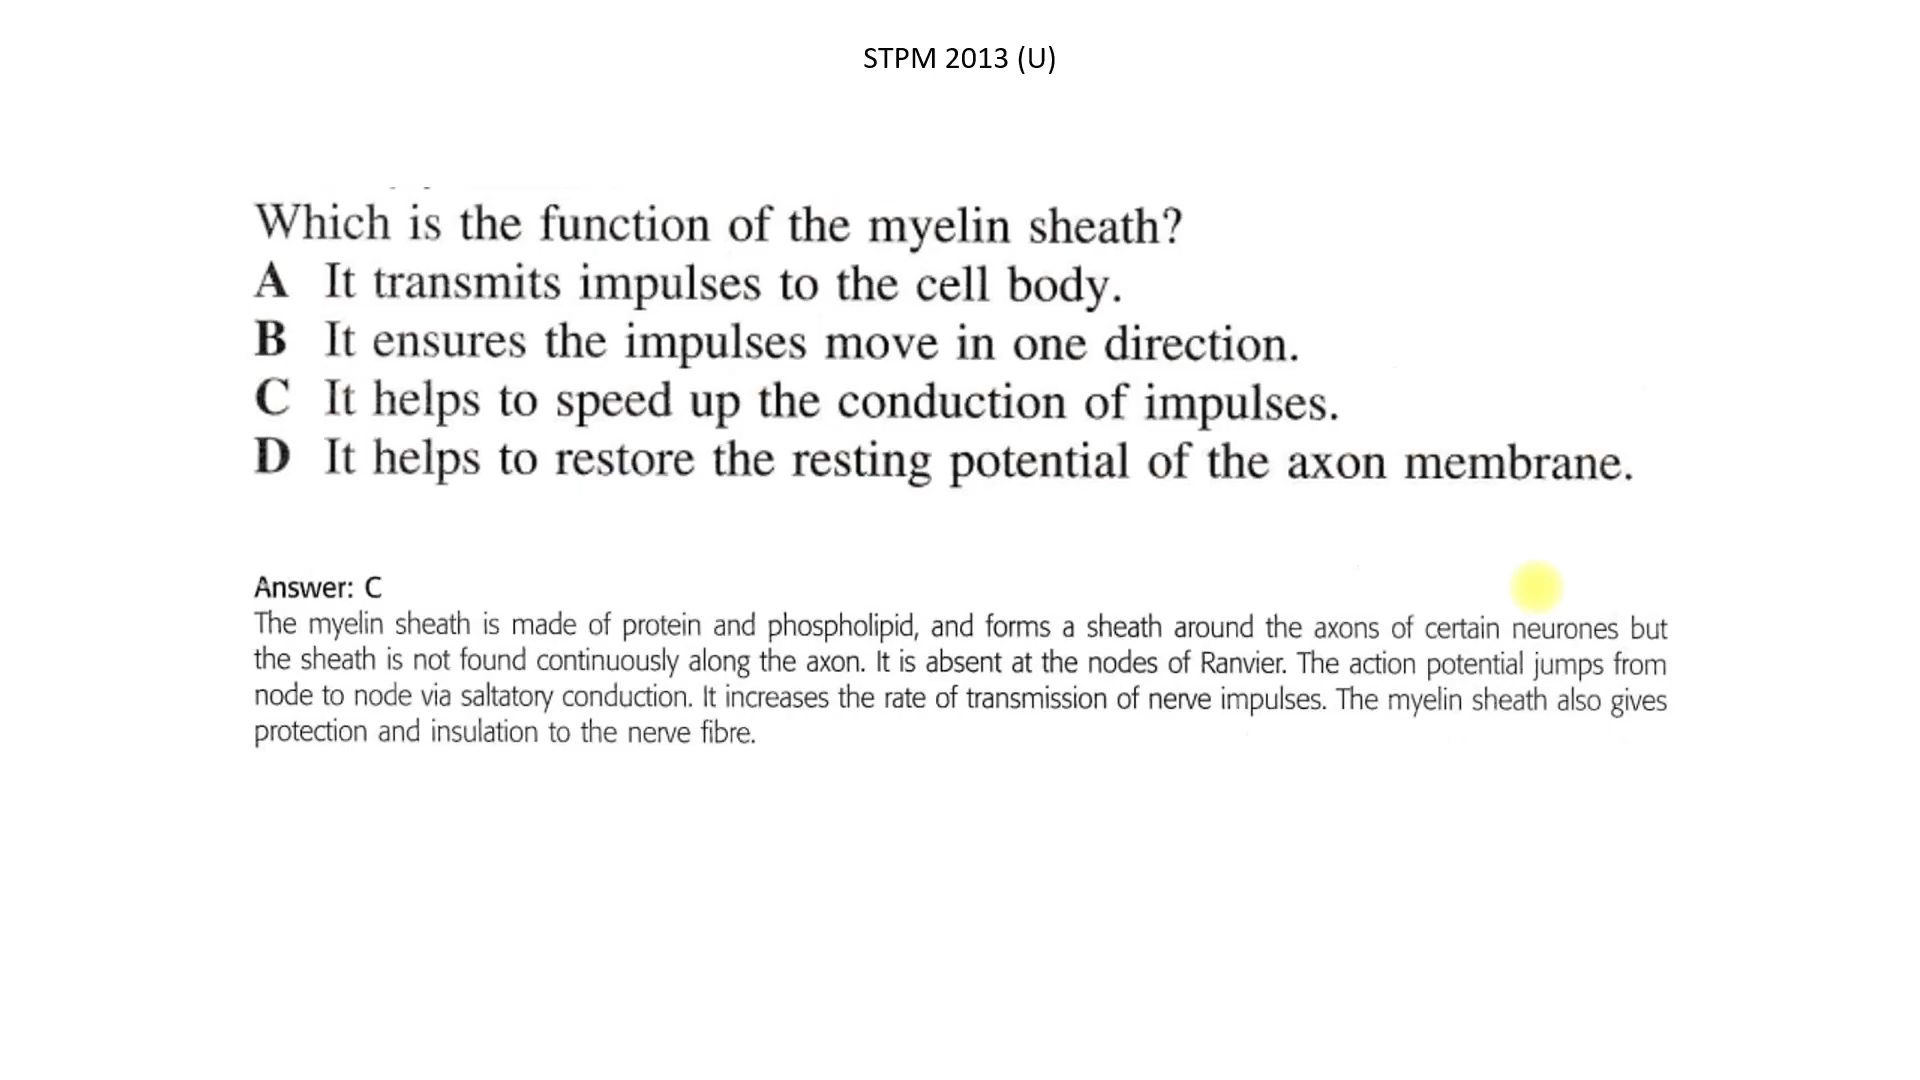 STPM 2013 (U)
Which is the function of the myelin sheath?
A It transmits impulses to the cell body.
B It ensures the impulses move in one direction.
C It helps to speed up the conduction of impulses.
D It helps to restore the resting potential of the axon membrane.
Answer: C
The myelin sheath is made of protein and phospholipid, and forms a sheath around the axons of certain neurones but
the sheath is not found continuously along the axon. It is absent at the nodes of Ranvier. The action potential jumps from
node to node via saltatory conduction. It increases the rate of transmission of nerve impulses. The myelin sheath also gives
protection and insulation to the nerve fibre.